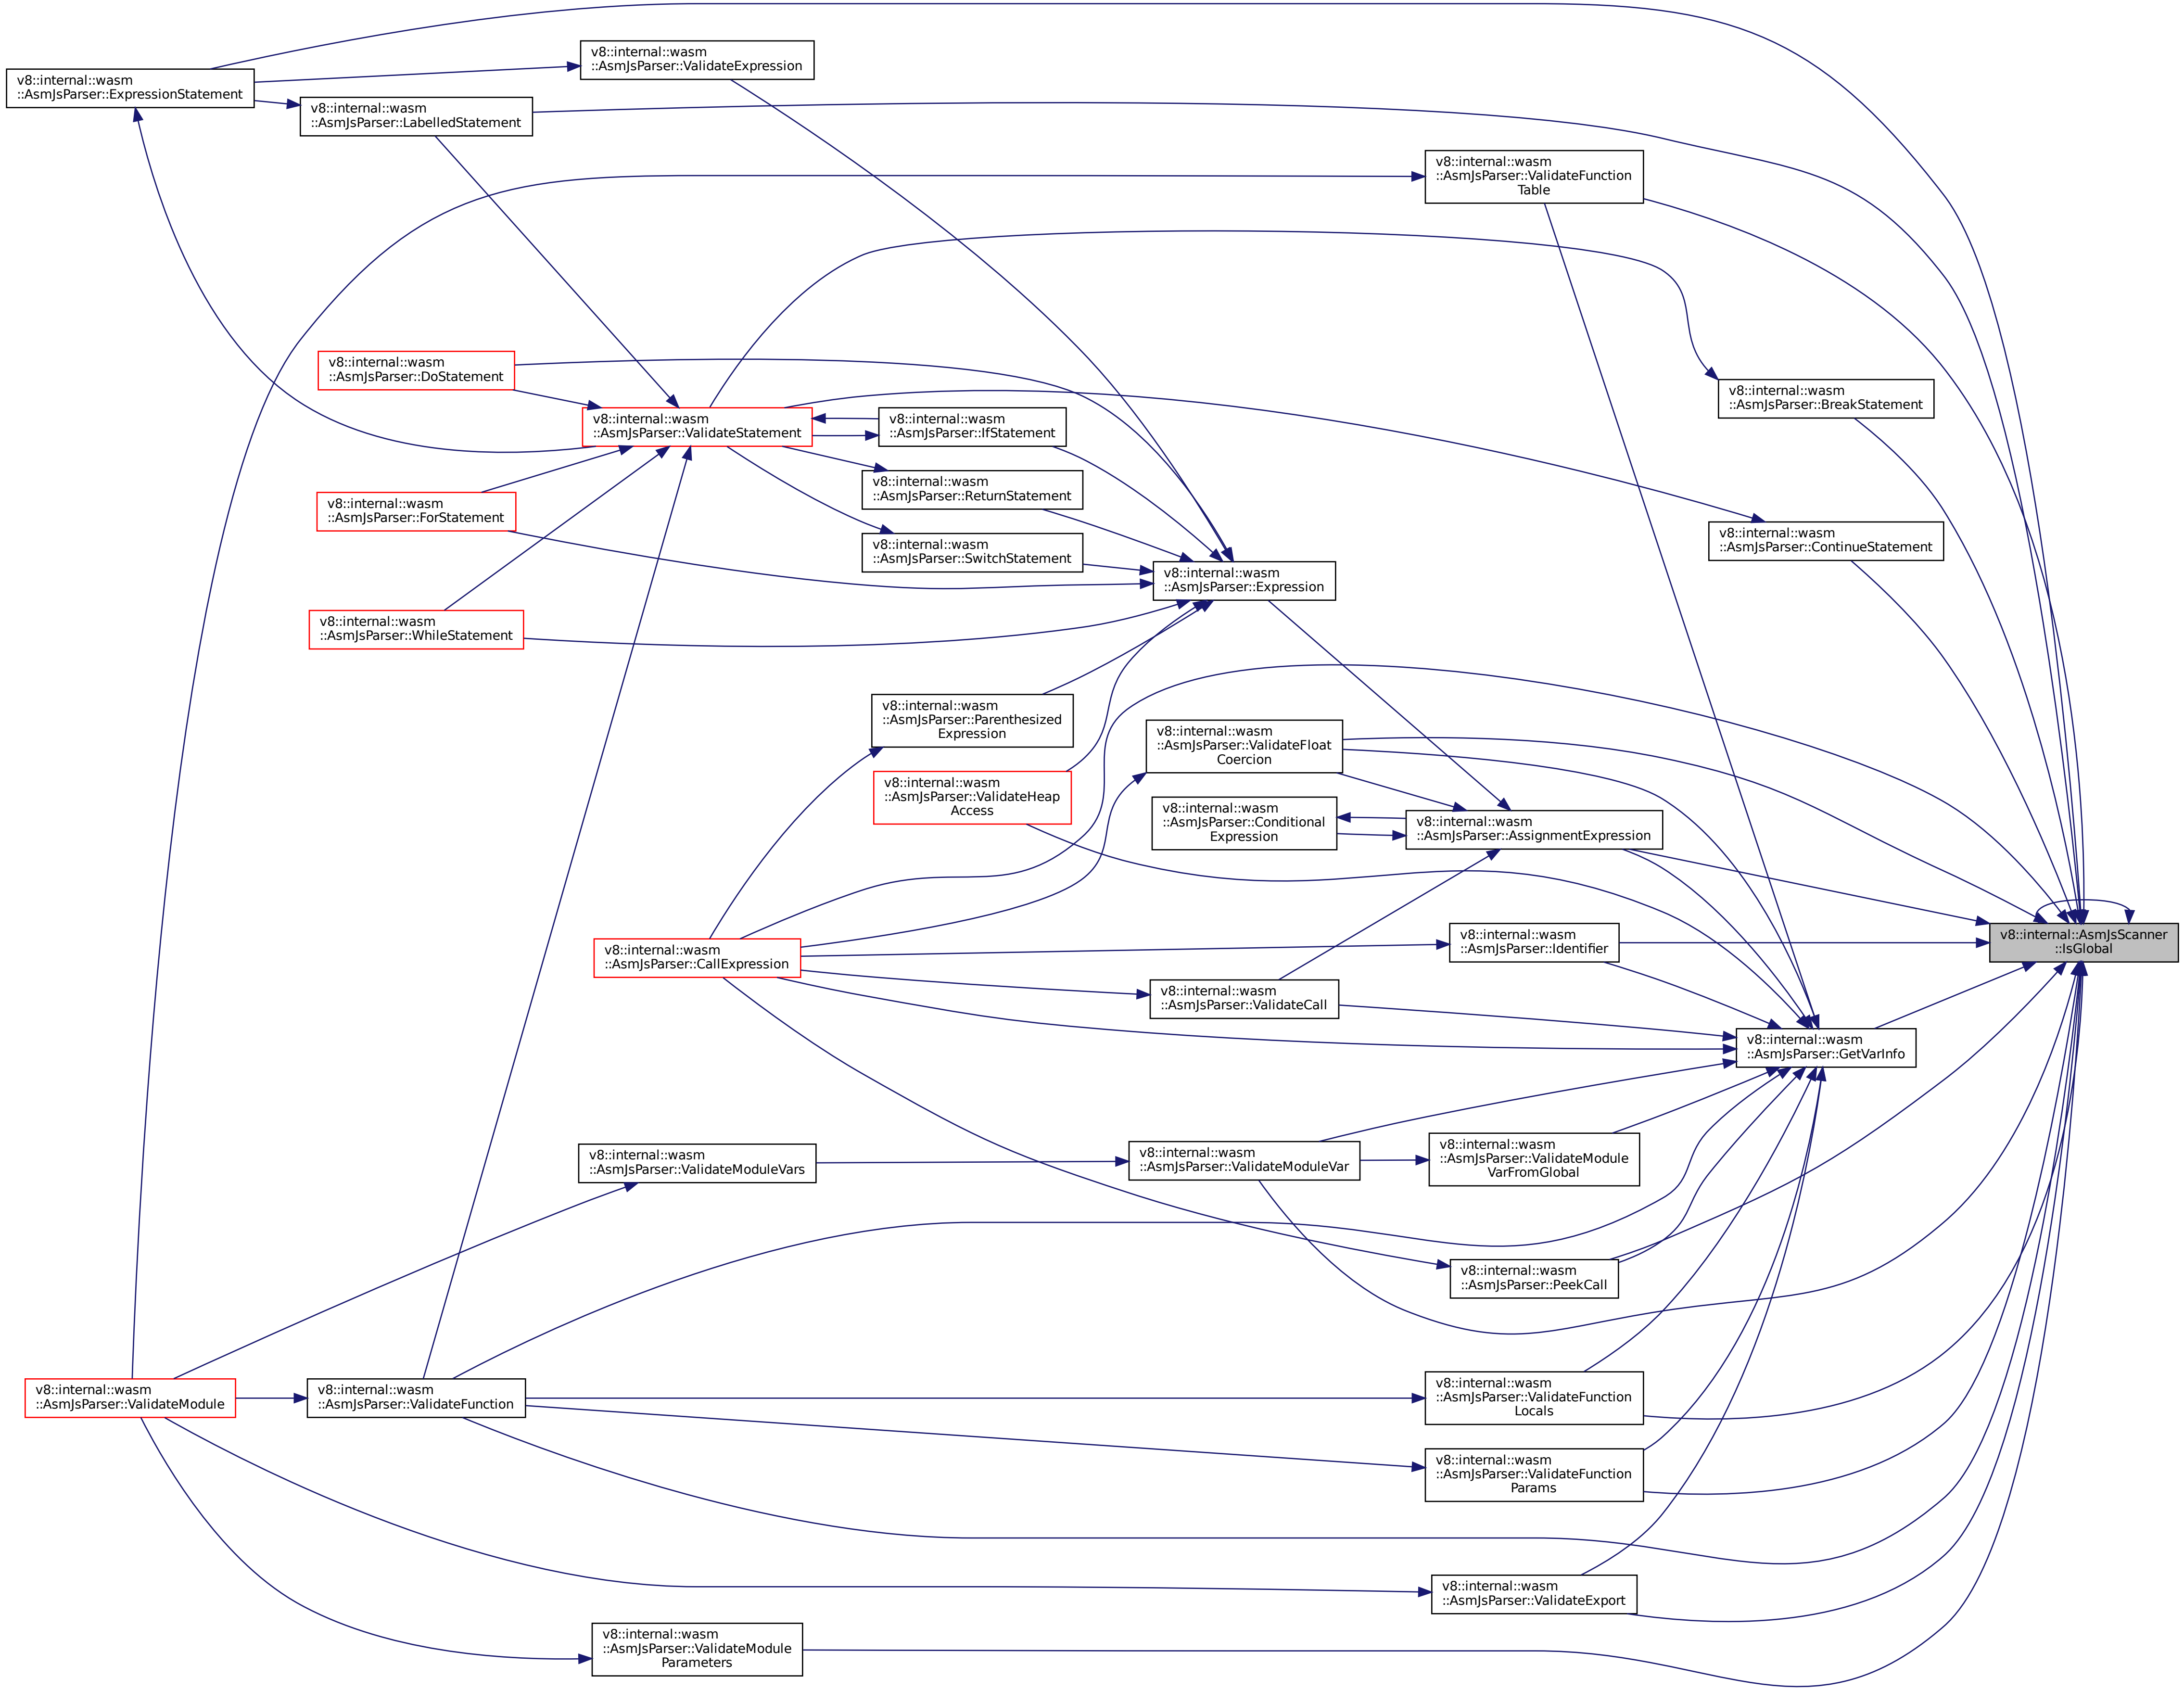 v8::internal::wasm
::AsmJsParser::ValidateExpression
v8::internal::wasm
::AsmJsParser::ExpressionStatement
v8::internal::wasm
::AsmJsParser::LabelledStatement
v8::internal::wasm
::AsmJsParser::ValidateFunction
Table
v8::internal::wasm
::AsmJsParser::DoStatement
v8::internal::wasm
::AsmJsParser::BreakStatement
v8::internal::wasm
::AsmJsParser::ValidateStatement
v8::internal::wasm
::AsmJsParser::IfStatement
v8::internal::wasm
::AsmJsParser::ReturnStatement
v8::internal::wasm
::AsmJsParser::ForStatement
v8::internal::wasm
::AsmJsParser::ContinueStatement
v8::internal::wasm
::AsmJsParser::SwitchStatement
v8::internal::wasm
::AsmJsParser::Expression
v8::internal::wasm
::AsmJsParser::WhileStatement
v8::internal::wasm
::AsmJsParser::Parenthesized
Expression
v8::internal::wasm
::AsmJsParser::ValidateFloat
Coercion
v8::internal::wasm
::AsmJsParser::ValidateHeap
Access
v8::internal::wasm
::AsmJsParser::Conditional
Expression
v8::internal::wasm
::AsmJsParser::AssignmentExpression
v8::internal::wasm
::AsmJsParser::CallExpression
v8::internal::wasm
::AsmJsParser::Identifier
v8::internal::AsmJsScanner
::IsGlobal
v8::internal::wasm
::AsmJsParser::ValidateCall
v8::internal::wasm
::AsmJsParser::GetVarInfo
v8::internal::wasm
::AsmJsParser::ValidateModuleVars
v8::internal::wasm
::AsmJsParser::ValidateModuleVar
v8::internal::wasm
::AsmJsParser::ValidateModule
VarFromGlobal
v8::internal::wasm
::AsmJsParser::PeekCall
v8::internal::wasm
::AsmJsParser::ValidateModule
v8::internal::wasm
::AsmJsParser::ValidateFunction
v8::internal::wasm
::AsmJsParser::ValidateFunction
Locals
v8::internal::wasm
::AsmJsParser::ValidateFunction
Params
v8::internal::wasm
::AsmJsParser::ValidateExport
v8::internal::wasm
::AsmJsParser::ValidateModule
Parameters